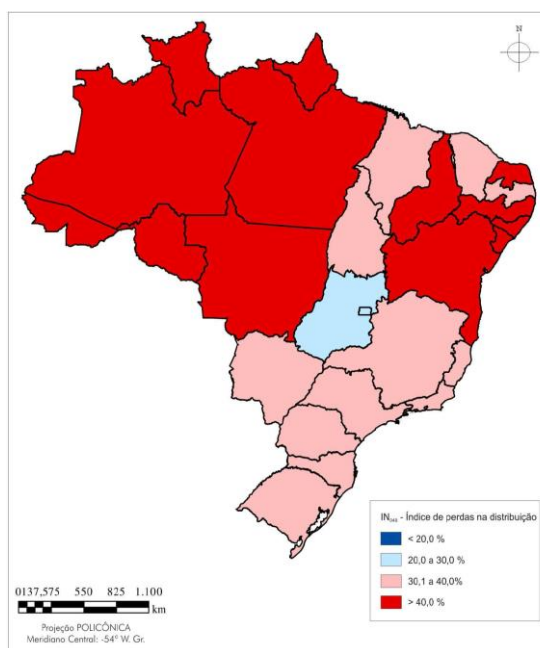 N
IN₀₄₉ - Índice de perdas na distribuição
< 20,0 %
20,0 a 30,0 %
30,1 a 40,0%
> 40,0 %
0137,575 550 825 1.100
km
Projeção POLICÔNICA
Meridiano Central: -54º W. Gr.